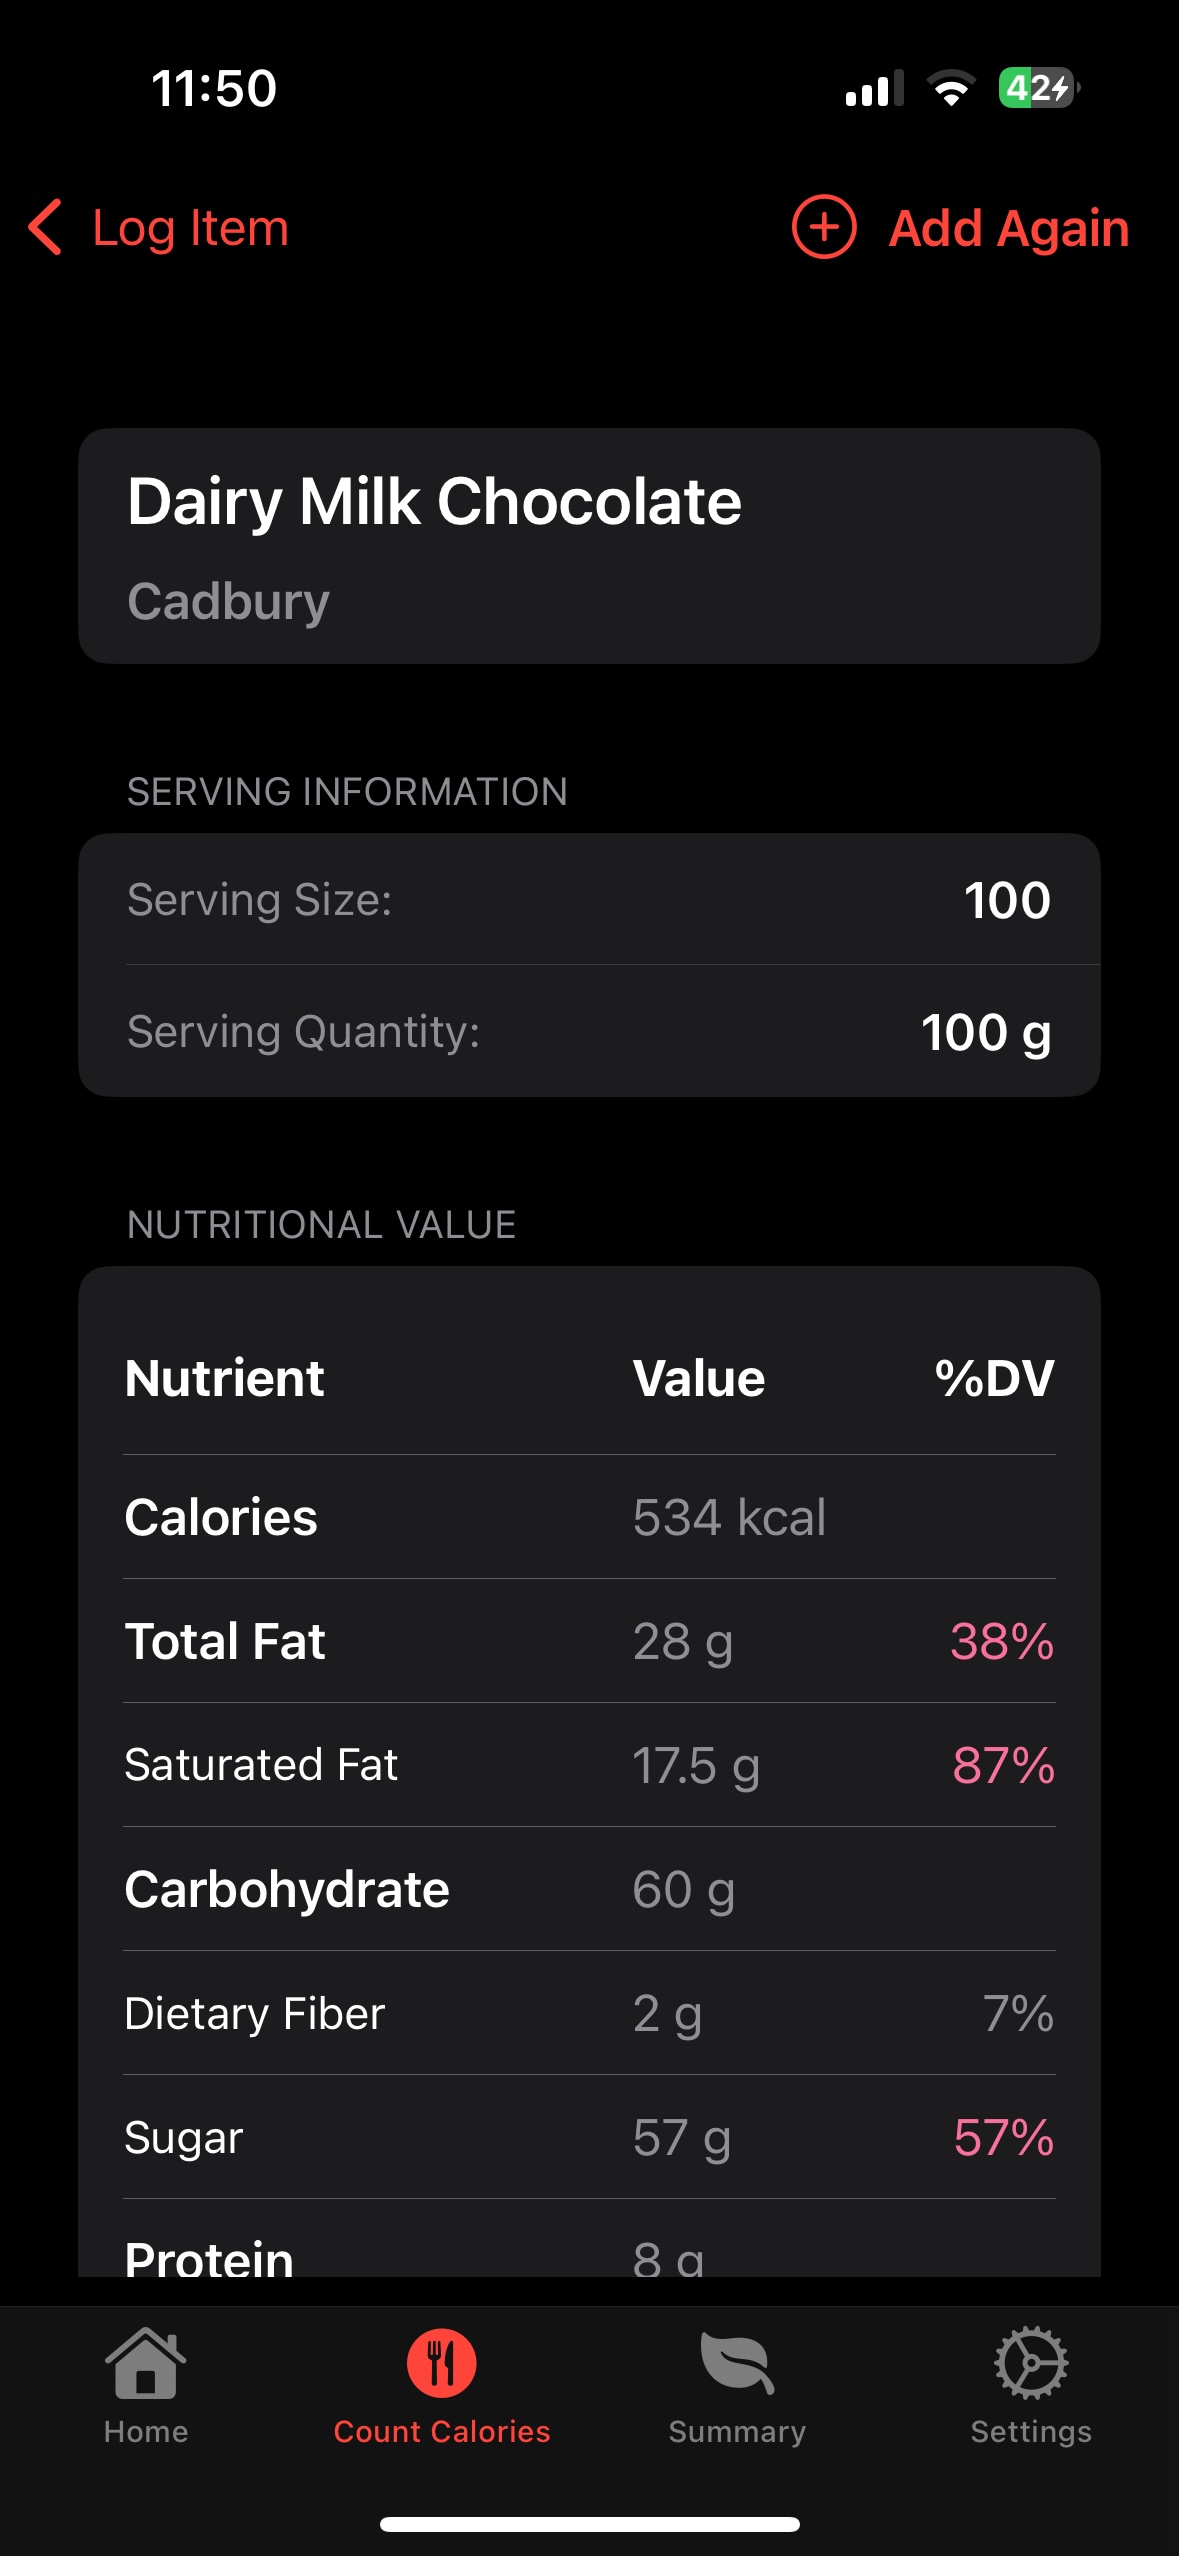 11:50
42
Log Item
Add Again
Dairy Milk Chocolate
Cadbury
SERVING INFORMATION
Serving Size: 100
Serving Quantity: 100 g
NUTRITIONAL VALUE
Nutrient Value %DV
Calories 534 kcal
Total Fat 28 g 38%
Saturated Fat 17.5 g 87%
Carbohydrate 60 g
Dietary Fiber 2 g 7%
Sugar 57 g 57%
Protein 8 g
Home
Count Calories
Summary
Settings